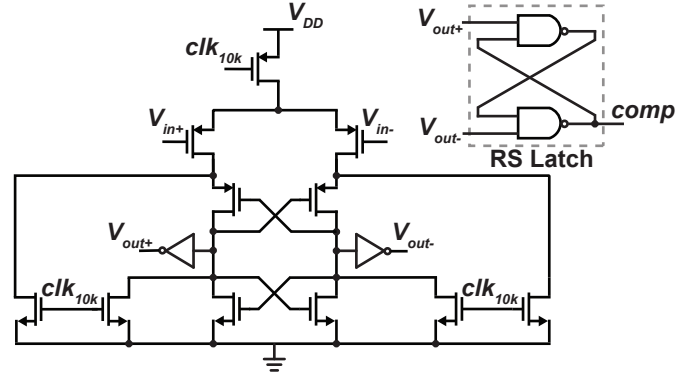 V_DD
clk_10k
V_in+
V_in-
V_out+
V_out-
clk_10k
clk_10k
V_out+
V_out-
comp
RS Latch